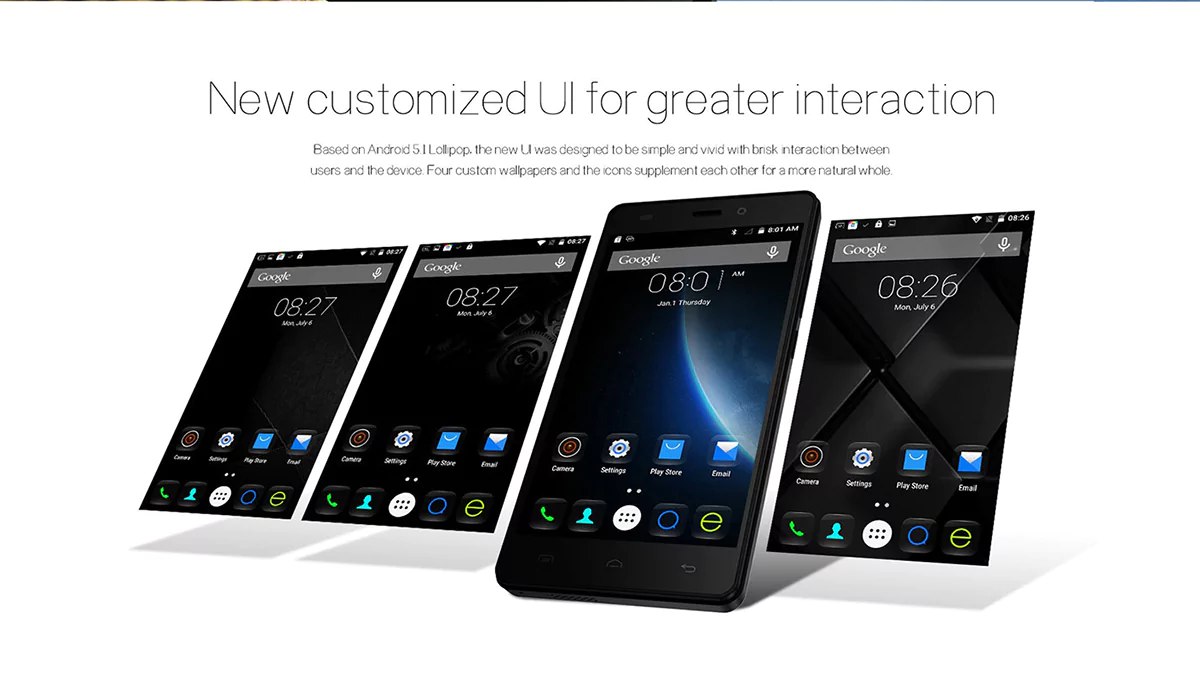 New customized UI for greater interaction
Based on Android 5.1 Lollipop, the new UI was designed to be simple and vivid with brisk interaction between
users and the device. Four custom wallpapers and the icons supplement each other for a more natural whole.
08:27
Google
08:27
Mon, July 6
Camera Settings Play Store Email
08:27
Google
08:27
Mon, July 6
Camera Settings Play Store Email
8:01 AM
Google
08:01 AM
Jan.1 Thursday
Camera Settings Play Store Email
08:26
Google
08:26
Mon, July 6
Camera Settings Play Store Email